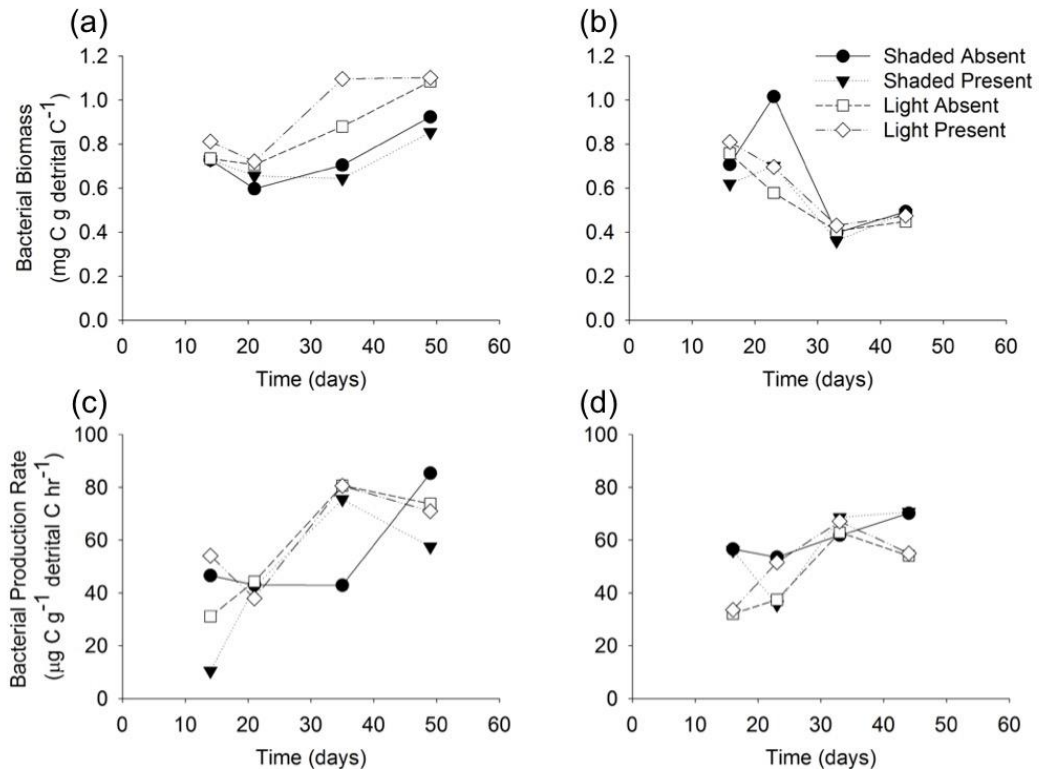 (a)
1.2
1.0
0.8
0.6
0.4
0.2
0.0
0 10 20 30 40 50 60
Time (days)
Bacterial Biomass
(mg C g detrital C⁻¹)
(b)
1.2
1.0
0.8
0.6
0.4
0.2
0.0
0 10 20 30 40 50 60
Time (days)
Shaded Absent
Shaded Present
Light Absent
Light Present
(c)
100
80
60
40
20
0
0 10 20 30 40 50 60
Time (days)
Bacterial Production Rate
(μg C g⁻¹ detrital C hr⁻¹)
(d)
100
80
60
40
20
0
0 10 20 33 40 50 60
Time (days)